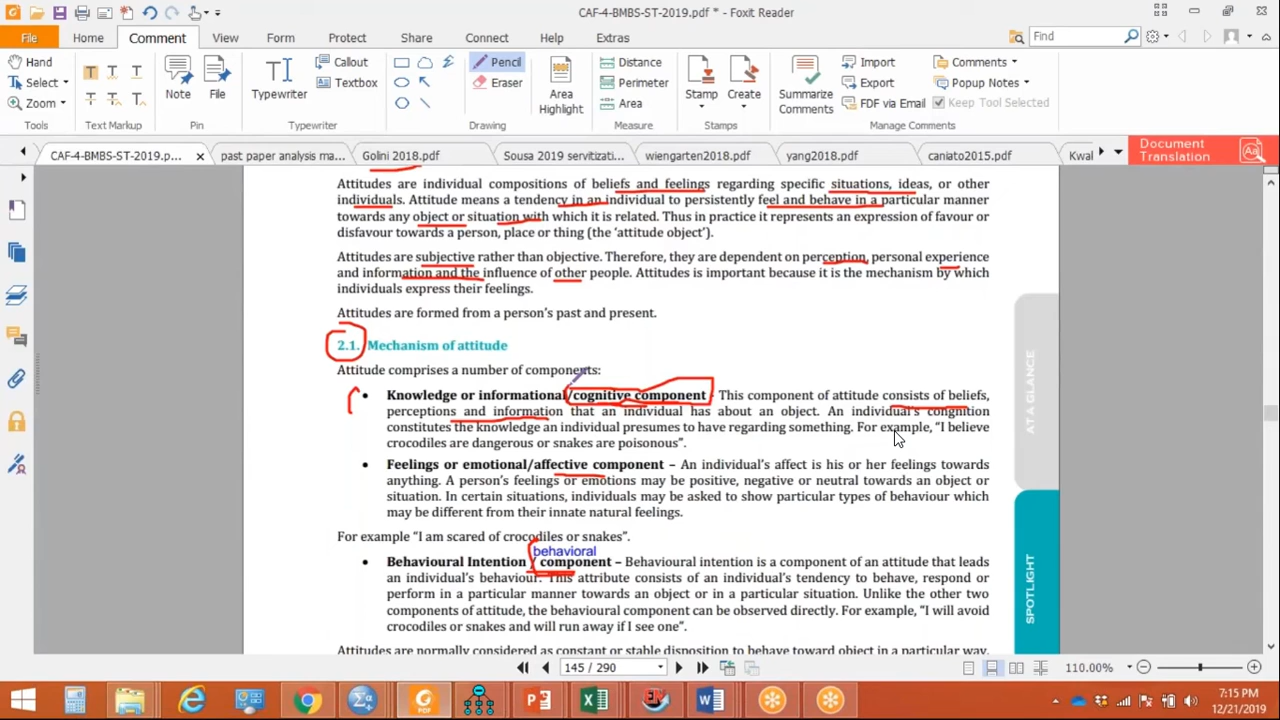 CAF-4-BMBS-ST-2019.pdf * - Foxit Reader
File Home Comment View Form Protect Share Connect Help Extras Find
Hand Select Zoom Tools
Text Markup
Note File Pin
Typewriter Callout Textbox Typewriter
Pencil Eraser Drawing
Area Highlight Distance Perimeter Area Measure
Stamp Create Stamps
Summarize Comments Import Export FDF via Email Comments Popup Notes Keep Tool Selected Manage Comments
CAF-4-BMBS-ST-2019.p... past paper analysis ma... Golini 2018.pdf Sousa 2019 servitizati... wiengarten2018.pdf yang2018.pdf caniato2015.pdf Kwal Document Translation
Attitudes are individual compositions of beliefs and feelings regarding specific situations, ideas, or other
individuals. Attitude means a tendency in an individual to persistently feel and behave in a particular manner
towards any object or situation with which it is related. Thus in practice it represents an expression of favour or
disfavour towards a person, place or thing (the ‘attitude object’).
Attitudes are subjective rather than objective. Therefore, they are dependent on perception, personal experience
and information and the influence of other people. Attitudes is important because it is the mechanism by which
individuals express their feelings.
Attitudes are formed from a person’s past and present.
2.1. Mechanism of attitude
Attitude comprises a number of components:
• Knowledge or informational/cognitive component - This component of attitude consists of beliefs,
perceptions and information that an individual has about an object. An individual’s congnition
constitutes the knowledge an individual presumes to have regarding something. For example, “I believe
crocodiles are dangerous or snakes are poisonous”.
• Feelings or emotional/affective component – An individual’s affect is his or her feelings towards
anything. A person’s feelings or emotions may be positive, negative or neutral towards an object or
situation. In certain situations, individuals may be asked to show particular types of behaviour which
may be different from their innate natural feelings.
For example “I am scared of crocodiles or snakes”.
behavioral
• Behavioural Intention / component – Behavioural intention is a component of an attitude that leads
an individual’s behaviour. This attribute consists of an individual’s tendency to behave, respond or
perform in a particular manner towards an object or in a particular situation. Unlike the other two
components of attitude, the behavioural component can be observed directly. For example, “I will avoid
crocodiles or snakes and will run away if I see one”.
Attitudes are normally considered as constant or stable disposition to behave toward object in a particular way.
AT A GLANCE
SPOTLIGHT
145 / 290 110.00%
7:15 PM
12/21/2019